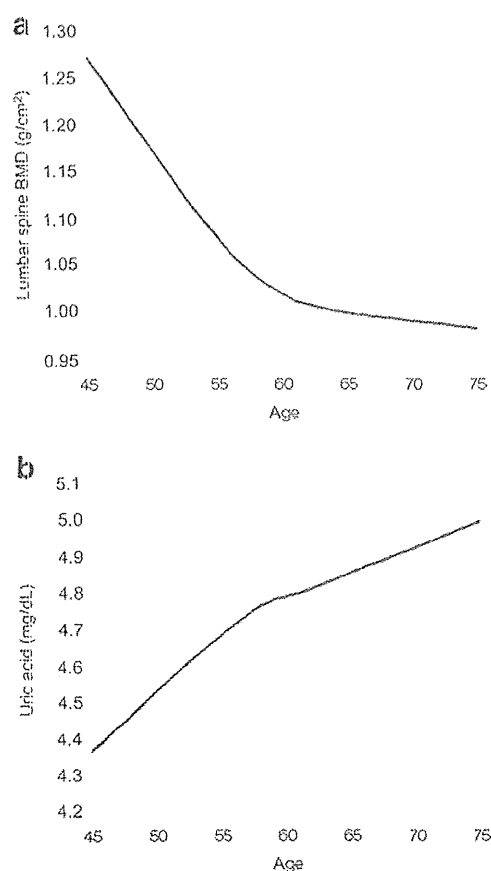 a
Lumbar spine BMD (g/cm²)
1.30
1.25
1.20
1.15
1.10
1.05
1.00
0.95
45 50 55 60 65 70 75
Age
b
Uric acid (mg/dL)
5.1
5.0
4.9
4.8
4.7
4.6
4.5
4.4
4.3
4.2
45 50 55 60 65 70 75
Age